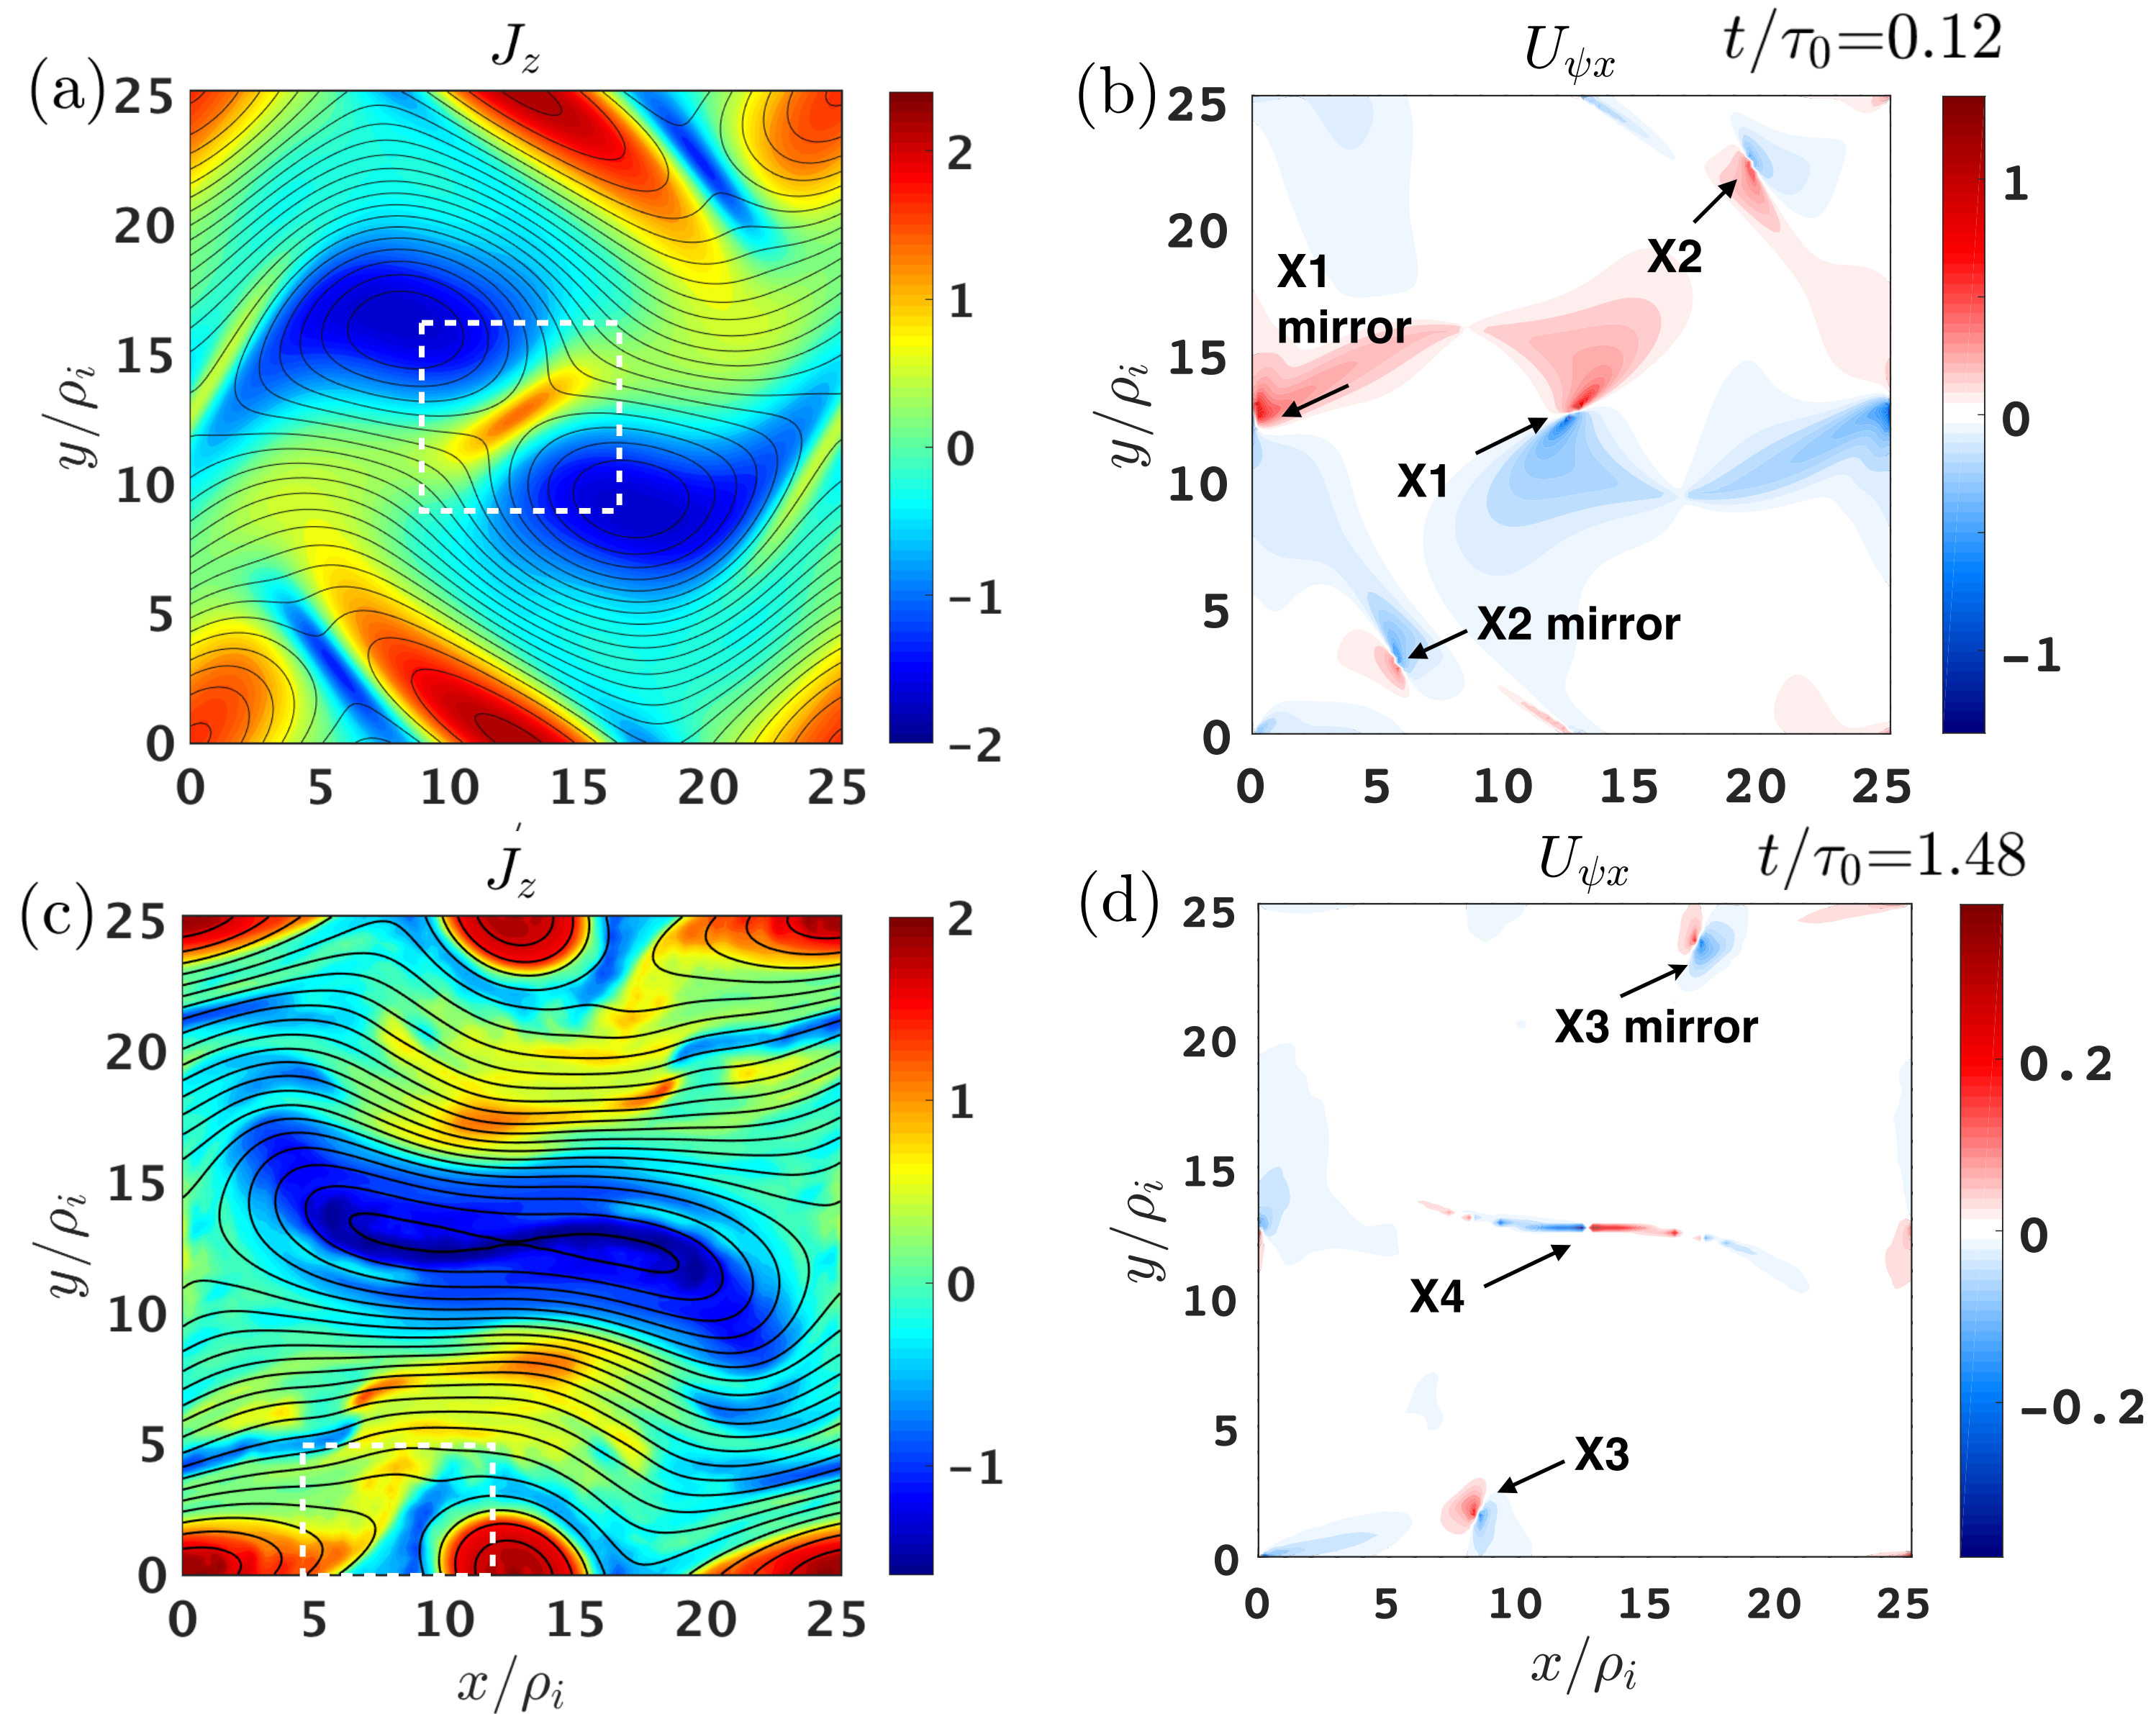 (a)
J_z
25
20
15
10
5
0
y/ρ_i
0 5 10 15 20 25
2
1
0
-1
-2
(b)
U_ψx
t/τ_0=0.12
25
20
15
10
5
0
y/ρ_i
X1
mirror
X2
X1
X2 mirror
0 5 10 15 20 25
1
0
-1
(c)
J_z
25
20
15
10
5
0
y/ρ_i
0 5 10 15 20 25
x/ρ_i
2
1
0
-1
(d)
U_ψx
t/τ_0=1.48
25
20
15
10
5
0
y/ρ_i
X3 mirror
X4
X3
0 5 10 15 20 25
x/ρ_i
0.2
0
-0.2